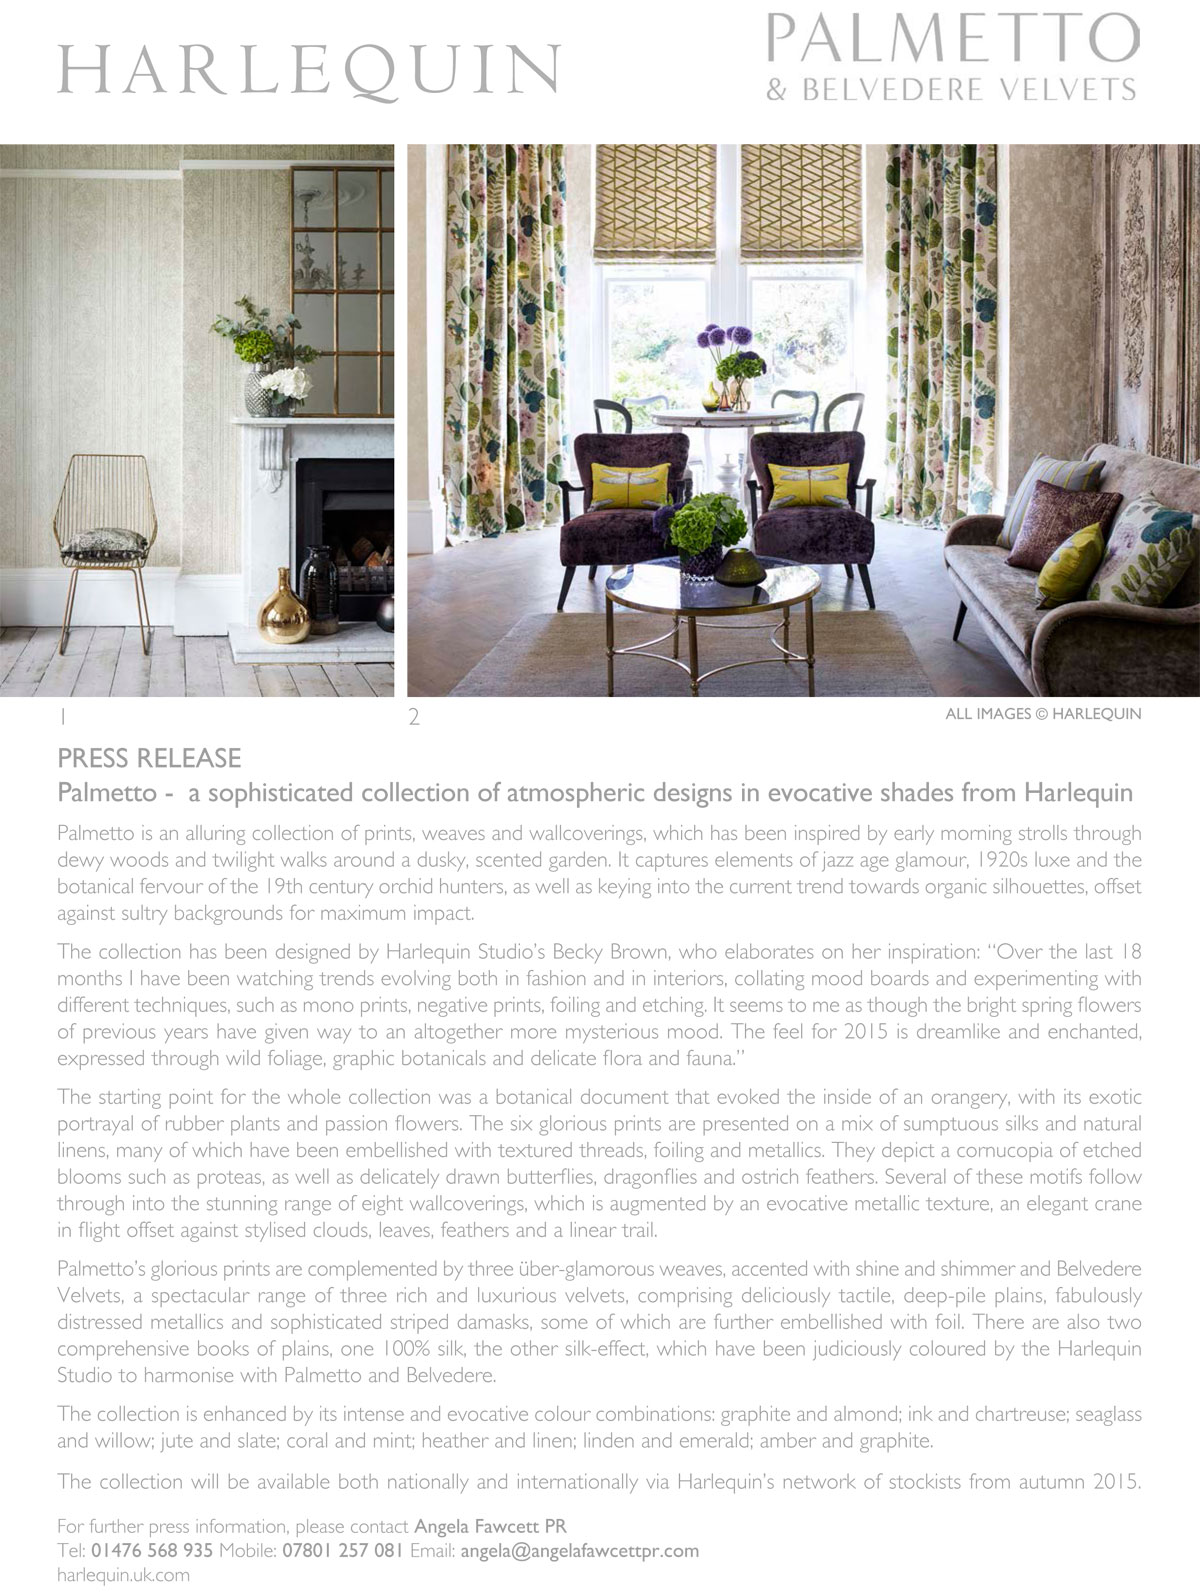 HARLEQUIN
PALMETTO
& BELVEDERE VELVETS
1
2
ALL IMAGES © HARLEQUIN
PRESS RELEASE
Palmetto - a sophisticated collection of atmospheric designs in evocative shades from Harlequin
Palmetto is an alluring collection of prints, weaves and wallcoverings, which has been inspired by early morning strolls through
dewy woods and twilight walks around a dusky, scented garden. It captures elements of jazz age glamour, 1920s luxe and the
botanical fervour of the 19th century orchid hunters, as well as keying into the current trend towards organic silhouettes, offset
against sultry backgrounds for maximum impact.
The collection has been designed by Harlequin Studio’s Becky Brown, who elaborates on her inspiration: “Over the last 18
months I have been watching trends evolving both in fashion and in interiors, collating mood boards and experimenting with
different techniques, such as mono prints, negative prints, foiling and etching. It seems to me as though the bright spring flowers
of previous years have given way to an altogether more mysterious mood. The feel for 2015 is dreamlike and enchanted,
expressed through wild foliage, graphic botanicals and delicate flora and fauna.”
The starting point for the whole collection was a botanical document that evoked the inside of an orangery, with its exotic
portrayal of rubber plants and passion flowers. The six glorious prints are presented on a mix of sumptuous silks and natural
linens, many of which have been embellished with textured threads, foiling and metallics. They depict a cornucopia of etched
blooms such as proteas, as well as delicately drawn butterflies, dragonflies and ostrich feathers. Several of these motifs follow
through into the stunning range of eight wallcoverings, which is augmented by an evocative metallic texture, an elegant crane
in flight offset against stylised clouds, leaves, feathers and a linear trail.
Palmetto’s glorious prints are complemented by three über-glamorous weaves, accented with shine and shimmer and Belvedere
Velvets, a spectacular range of three rich and luxurious velvets, comprising deliciously tactile, deep-pile plains, fabulously
distressed metallics and sophisticated striped damasks, some of which are further embellished with foil. There are also two
comprehensive books of plains, one 100% silk, the other silk-effect, which have been judiciously coloured by the Harlequin
Studio to harmonise with Palmetto and Belvedere.
The collection is enhanced by its intense and evocative colour combinations: graphite and almond; ink and chartreuse; seaglass
and willow; jute and slate; coral and mint; heather and linen; linden and emerald; amber and graphite.
The collection will be available both nationally and internationally via Harlequin’s network of stockists from autumn 2015.
For further press information, please contact Angela Fawcett PR
Tel: 01476 568 935 Mobile: 07801 257 081 Email: angela@angelafawcettpr.com
harlequin.uk.com